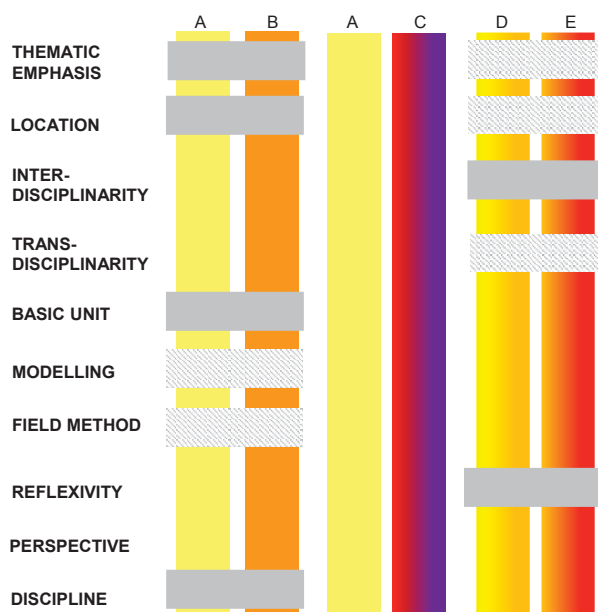 A B A C D E
THEMATIC
EMPHASIS
LOCATION
INTER-
DISCIPLINARITY
TRANS-
DISCIPLINARITY
BASIC UNIT
MODELLING
FIELD METHOD
REFLEXIVITY
PERSPECTIVE
DISCIPLINE